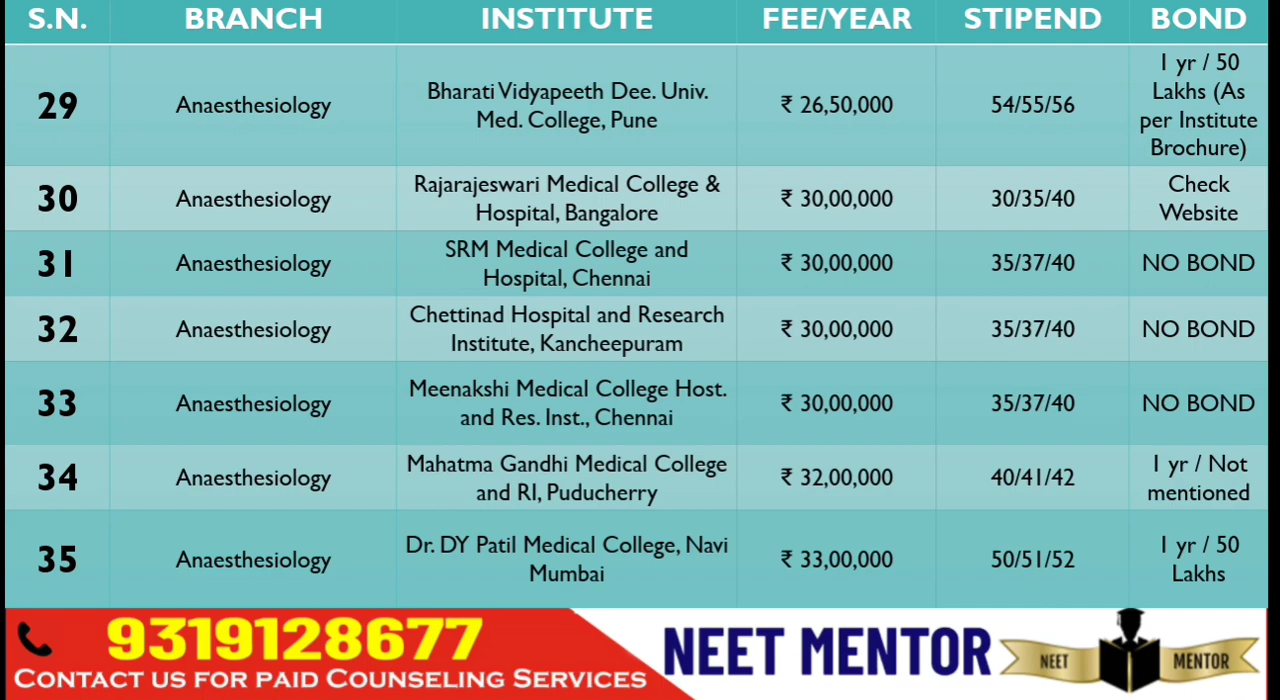 S.N. BRANCH INSTITUTE FEE/YEAR STIPEND BOND
29 Anaesthesiology Bharati Vidyapeeth Dee. Univ. Med. College, Pune ₹ 26,50,000 54/55/56 1 yr / 50 Lakhs (As per Institute Brochure)
30 Anaesthesiology Rajarajeswari Medical College & Hospital, Bangalore ₹ 30,00,000 30/35/40 Check Website
31 Anaesthesiology SRM Medical College and Hospital, Chennai ₹ 30,00,000 35/37/40 NO BOND
32 Anaesthesiology Chettinad Hospital and Research Institute, Kancheepuram ₹ 30,00,000 35/37/40 NO BOND
33 Anaesthesiology Meenakshi Medical College Host. and Res. Inst., Chennai ₹ 30,00,000 35/37/40 NO BOND
34 Anaesthesiology Mahatma Gandhi Medical College and RI, Puducherry ₹ 32,00,000 40/41/42 1 yr / Not mentioned
35 Anaesthesiology Dr. DY Patil Medical College, Navi Mumbai ₹ 33,00,000 50/51/52 1 yr / 50 Lakhs
9319128677
CONTACT US FOR PAID COUNSELING SERVICES
NEET MENTOR
NEET MENTOR